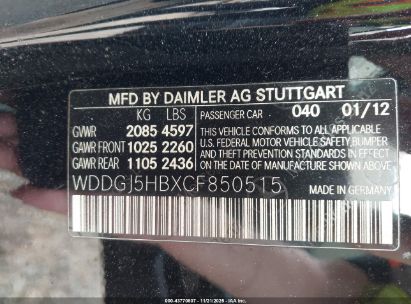 MFD BY DAIMLER AG STUTTGART
KG LBS
PASSENGER CAR 040 01/12
GVWR 2085 4597
GAWR FRONT 1025 2260
GAWR REAR 1105 2436
THIS VEHICLE CONFORMS TO ALL APPLICABLE
U.S. FEDERAL MOTOR VEHICLE SAFETY, BUMPER
AND THEFT PREVENTION STANDARDS IN EFFECT
ON THE DATE OF MANUFACTURE SHOWN ABOVE.
WDDGJ5HBXCF850515
MADE IN GERMANY